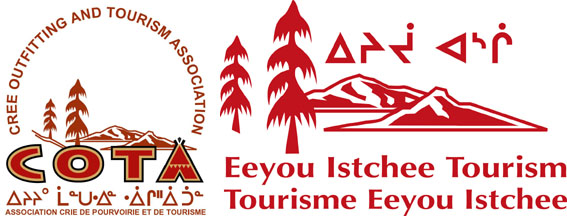 CREE OUTFITTING AND TOURISM ASSOCIATION
COTA
ASSOCIATION CRIE DE POURVOIRIE ET DE TOURISME
ᐃᔨᔫ ᐊᔅᒌ
Eeyou Istchee Tourism
Tourisme Eeyou Istchee